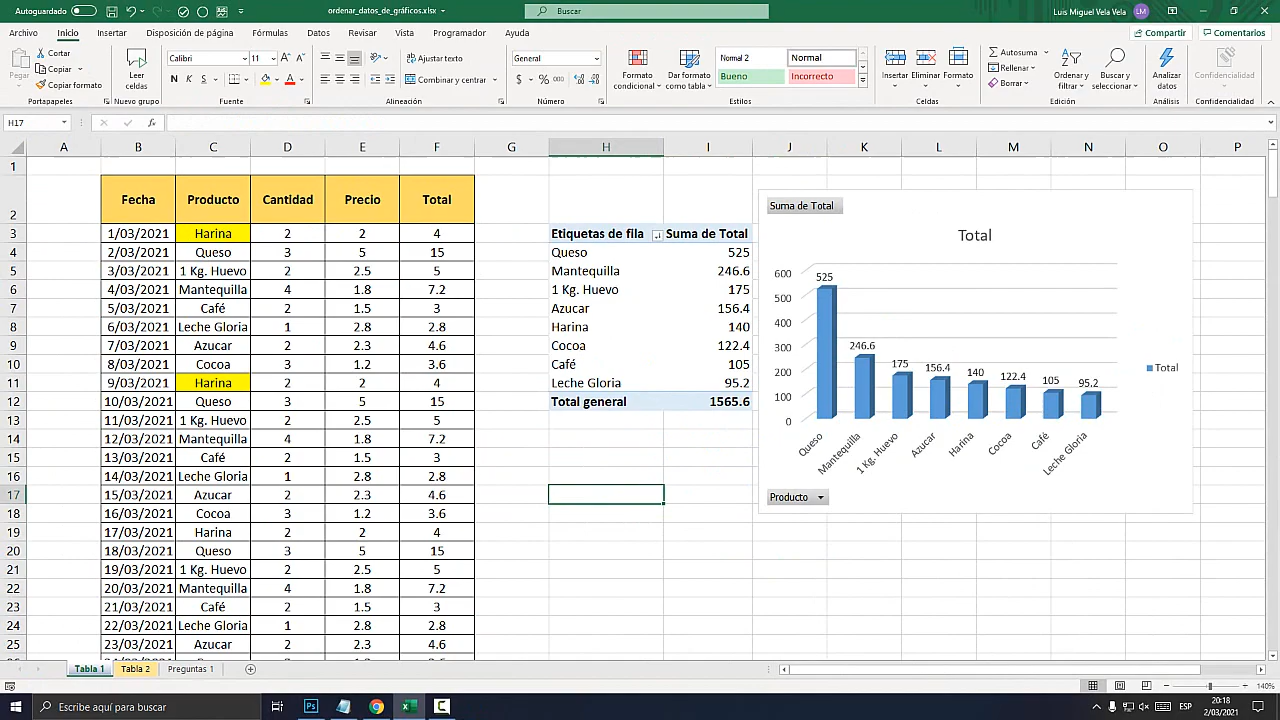 Autoguardado
ordenar_datos_de_gráficos.xlsx
Buscar
Luis Miguel Vela Vela
LM
Archivo Inicio Insertar Disposición de página Fórmulas Datos Revisar Vista Programador Ayuda
Compartir Comentarios
Pegar
Cortar
Copiar
Copiar formato
Portapapeles
Leer celdas
Nuevo grupo
Calibri 11
N K S
Fuente
Ajustar texto
Combinar y centrar
Alineación
General
$ % 000
Número
Formato condicional
Dar formato como tabla
Normal 2 Normal
Bueno Incorrecto
Estilos
Insertar Eliminar Formato
Celdas
Autosuma
Rellenar
Borrar
Ordenar y filtrar
Buscar y seleccionar
Edición
Analizar datos
Análisis
Confidencialidad
Confidencialidad
H17
fx
A B C D E F G H I J K L M N O P
1
2 Fecha Producto Cantidad Precio Total
3 1/03/2021 Harina 2 2 4 Etiquetas de fila Suma de Total
4 2/03/2021 Queso 3 5 15 Queso 525
5 3/03/2021 1 Kg. Huevo 2 2.5 5 Mantequilla 246.6
6 4/03/2021 Mantequilla 4 1.8 7.2 1 Kg. Huevo 175
7 5/03/2021 Café 2 1.5 3 Azucar 156.4
8 6/03/2021 Leche Gloria 1 2.8 2.8 Harina 140
9 7/03/2021 Azucar 2 2.3 4.6 Cocoa 122.4
10 8/03/2021 Cocoa 3 1.2 3.6 Café 105
11 9/03/2021 Harina 2 2 4 Leche Gloria 95.2
12 10/03/2021 Queso 3 5 15 Total general 1565.6
13 11/03/2021 1 Kg. Huevo 2 2.5 5
14 12/03/2021 Mantequilla 4 1.8 7.2
15 13/03/2021 Café 2 1.5 3
16 14/03/2021 Leche Gloria 1 2.8 2.8
17 15/03/2021 Azucar 2 2.3 4.6
18 16/03/2021 Cocoa 3 1.2 3.6
19 17/03/2021 Harina 2 2 4
20 18/03/2021 Queso 3 5 15
21 19/03/2021 1 Kg. Huevo 2 2.5 5
22 20/03/2021 Mantequilla 4 1.8 7.2
23 21/03/2021 Café 2 1.5 3
24 22/03/2021 Leche Gloria 1 2.8 2.8
25 23/03/2021 Azucar 2 2.3 4.6
Suma de Total
Total
600
500
400
300
200
100
0
525 246.6 175 156.4 140 122.4 105 95.2
Queso Mantequilla 1 Kg. Huevo Azucar Harina Cocoa Café Leche Gloria
Total
Producto
Tabla 1 Tabla 2 Preguntas 1
140%
Escribe aquí para buscar
Ps
ESP
20:18
2/03/2021